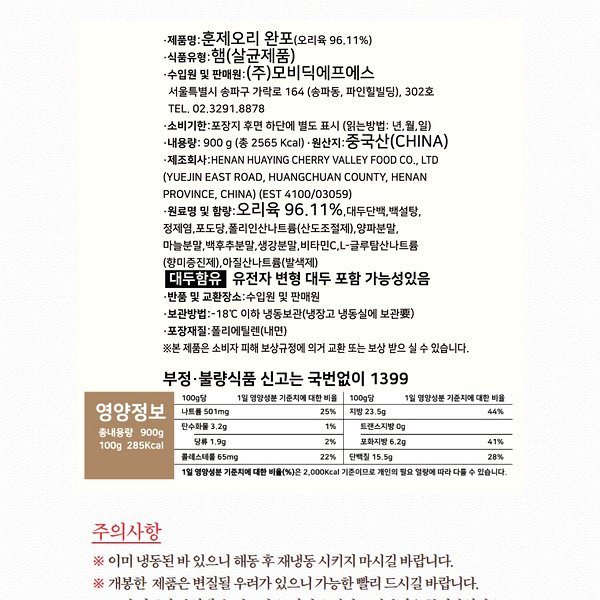 ·제품명:훈제오리 완포(오리육 96.11%)
·식품유형:햄(살균제품)
·수입원 및 판매원:(주)모비딕에프에스
서울특별시 송파구 가락로 164 (송파동, 파인힐빌딩), 302호
TEL. 02.3291.8878
·소비기한:포장지 후면 하단에 별도 표시 (읽는방법: 년,월,일)
·내용량: 900 g (총 2565 Kcal) ·원산지:중국산(CHINA)
·제조회사:HENAN HUAYING CHERRY VALLEY FOOD CO., LTD
(YUEJIN EAST ROAD, HUANGCHUAN COUNTY, HENAN
PROVINCE, CHINA) (EST 4100/03059)
·원료명 및 함량:오리육 96.11%,대두단백,백설탕,
정제염,포도당,폴리인산나트륨(산도조절제),양파분말,
마늘분말,백후추분말,생강분말,비타민C,L-글루탐산나트륨
(향미증진제),아질산나트륨(발색제)
대두함유 유전자 변형 대두 포함 가능성있음
·반품 및 교환장소:수입원 및 판매원
·보관방법:-18℃ 이하 냉동보관(냉장고 냉동실에 보관要)
·포장재질:폴리에틸렌(내면)
※본 제품은 소비자 피해 보상규정에 의거 교환 또는 보상 받으 실 수 있습니다.
부정·불량식품 신고는 국번없이 1399
영양정보
총내용량 900g
100g 285Kcal
100g당 1일 영양성분 기준치에 대한 비율 100g당 1일 영양성분 기준치에 대한 비율
나트륨 501mg 25% 지방 23.5g 44%
탄수화물 3.2g 1% 트랜스지방 0g
당류 1.9g 2% 포화지방 6.2g 41%
콜레스테롤 65mg 22% 단백질 15.5g 28%
1일 영양성분 기준치에 대한 비율(%)은 2,000Kcal 기준이므로 개인의 필요 열량에 따라 다를 수 있습니다.
주의사항
※ 이미 냉동된 바 있으니 해동 후 재냉동 시키지 마시길 바랍니다.
※ 개봉한 제품은 변질될 우려가 있으니 가능한 빨리 드시길 바랍니다.